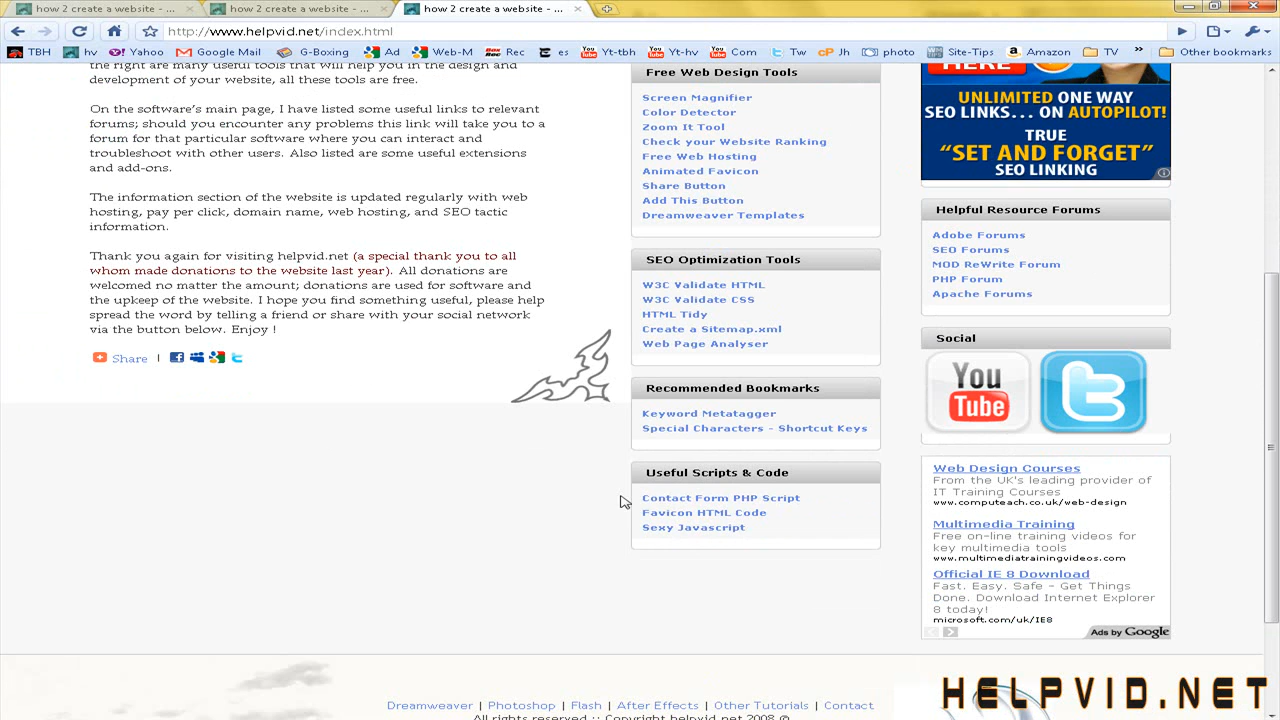 how 2 create a website - ...
how 2 create a website - ...
how 2 create a website - ...
http://www.helpvid.net/index.html
TBH
hv
Yahoo
Google Mail
G-Boxing
Ad
Web-M
Rec
es
Yt-tbh
Yt-hv
Com
Tw
Jh
photo
Site-Tips
Amazon
TV
»
Other bookmarks
the right are many useful tools that will help you in the design and
development of your website, all these tools are free.
On the software's main page, I have listed some useful links to relevant
forums; should you encounter any problems this link will take you to a
forum for that particular software where you can interact and
troubleshoot with other users. Also listed are some useful extensions
and add-ons.
The information section of the website is updated regularly with web
hosting, pay per click, domain name, web hosting, and SEO tactic
information.
Thank you again for visiting helpvid.net (a special thank you to all
whom made donations to the website last year). All donations are
welcomed no matter the amount; donations are used for software and
the upkeep of the website. I hope you find something useful, please help
spread the word by telling a friend or share with your social network
via the button below. Enjoy !
Share |
Free Web Design Tools
Screen Magnifier
Color Detector
Zoom It Tool
Check your Website Ranking
Free Web Hosting
Animated Favicon
Share Button
Add This Button
Dreamweaver Templates
SEO Optimization Tools
W3C Validate HTML
W3C Validate CSS
HTML Tidy
Create a Sitemap.xml
Web Page Analyser
Recommended Bookmarks
Keyword Metatagger
Special Characters - Shortcut Keys
Useful Scripts & Code
Contact Form PHP Script
Favicon HTML Code
Sexy Javascript
HERE
UNLIMITED ONE WAY
SEO LINKS... ON AUTOPILOT!
TRUE
"SET AND FORGET"
SEO LINKING
Helpful Resource Forums
Adobe Forums
SEO Forums
MOD ReWrite Forum
PHP Forum
Apache Forums
Social
You
Tube
Web Design Courses
From the UK's leading provider of
IT Training Courses
www.computeach.co.uk/web-design
Multimedia Training
Free on-line training videos for
key multimedia tools
www.multimediatrainingvideos.com
Official IE 8 Download
Fast. Easy. Safe - Get Things
Done. Download Internet Explorer
8 today!
microsoft.com/uk/IE8
Ads by Google
Dreamweaver | Photoshop | Flash | After Effects | Other Tutorials | Contact
All rights reserved :: Copyright helpvid.net 2008 @
HELPVID.NET